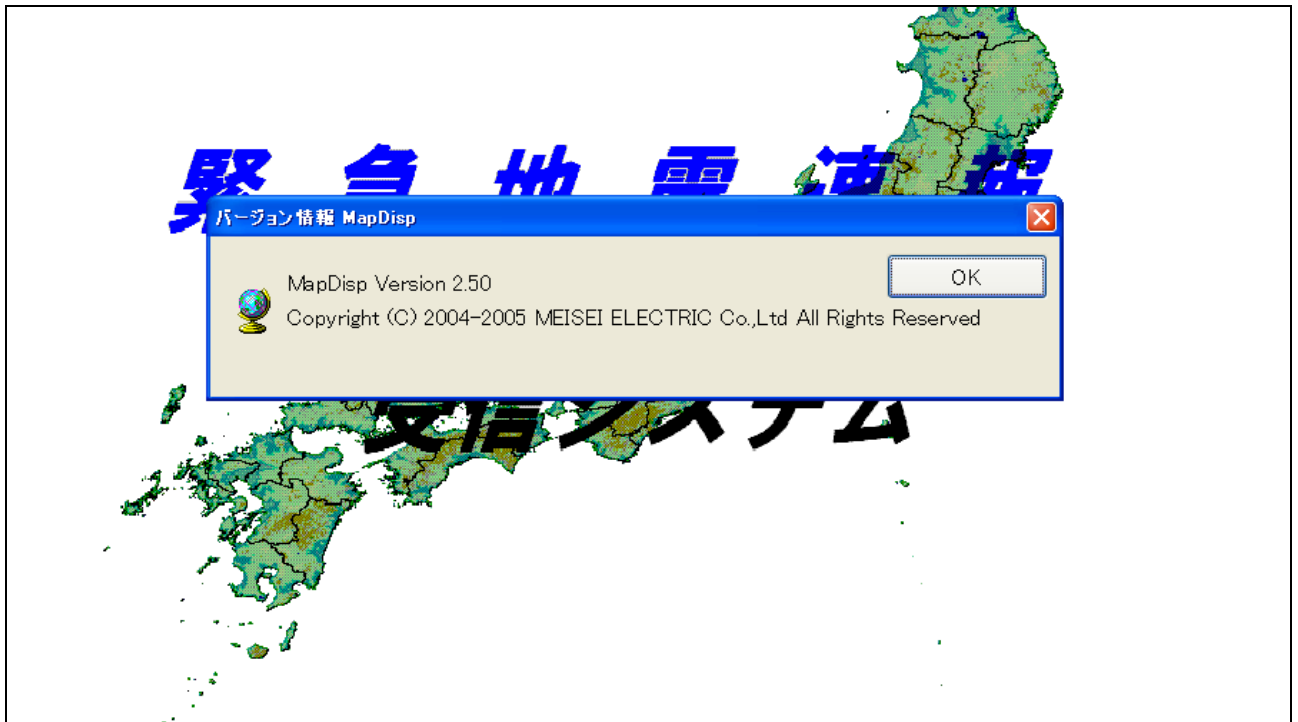 緊急地震速報
バージョン情報 MapDisp
MapDisp Version 2.50
OK
Copyright (C) 2004-2005 MEISEI ELECTRIC Co.,Ltd All Rights Reserved
受信システム